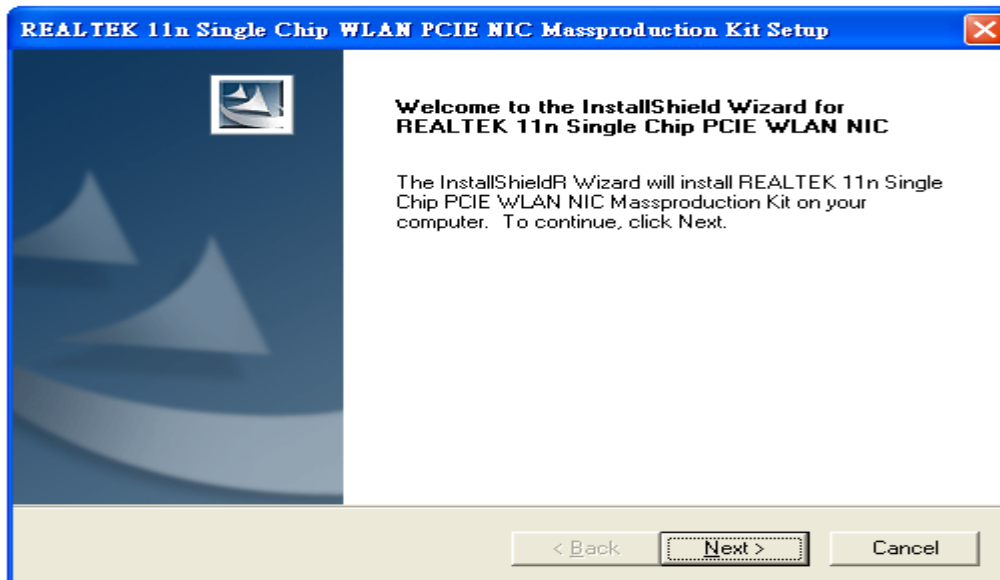 REALTEK 11n Single Chip WLAN PCIE NIC Massproduction Kit Setup
Welcome to the InstallShield Wizard for
REALTEK 11n Single Chip PCIE WLAN NIC
The InstallShieldR Wizard will install REALTEK 11n Single
Chip PCIE WLAN NIC Massproduction Kit on your
computer. To continue, click Next.
< Back Next > Cancel